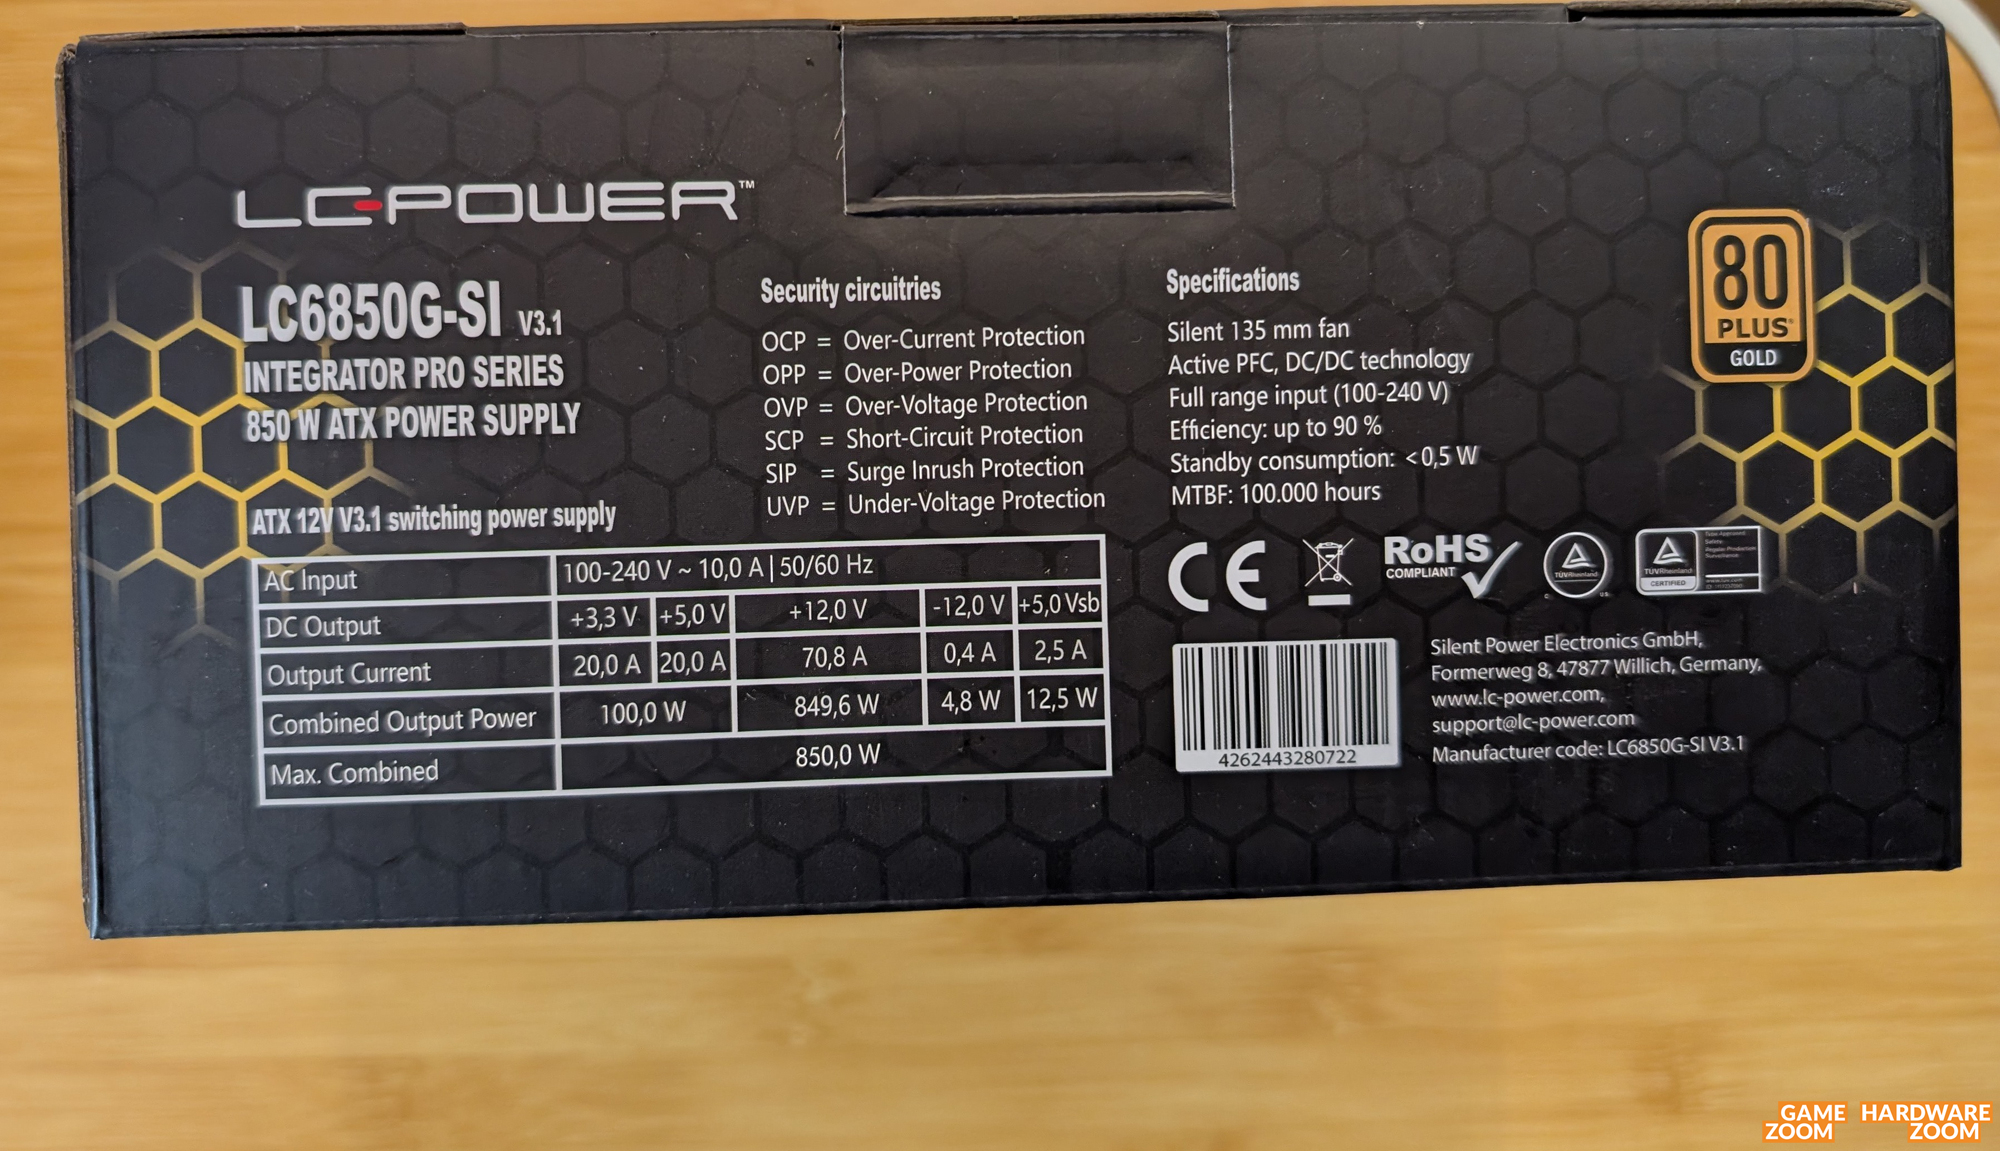 LC-POWER™
LC6850G-SI V3.1
INTEGRATOR PRO SERIES
850 W ATX POWER SUPPLY
ATX 12V V3.1 switching power supply
AC Input 100-240 V ~ 10,0 A | 50/60 Hz
DC Output +3,3 V +5,0 V +12,0 V -12,0 V +5,0 Vsb
Output Current 20,0 A 20,0 A 70,8 A 0,4 A 2,5 A
Combined Output Power 100,0 W 849,6 W 4,8 W 12,5 W
Max. Combined 850,0 W
Security circuitries
OCP = Over-Current Protection
OPP = Over-Power Protection
OVP = Over-Voltage Protection
SCP = Short-Circuit Protection
SIP = Surge Inrush Protection
UVP = Under-Voltage Protection
Specifications
Silent 135 mm fan
Active PFC, DC/DC technology
Full range input (100-240 V)
Efficiency: up to 90 %
Standby consumption: <0,5 W
MTBF: 100.000 hours
80
PLUS®
GOLD
CE
RoHS
COMPLIANT
TÜVRheinland
TÜVRheinland
CERTIFIED
4262443280722
Silent Power Electronics GmbH,
Formerweg 8, 47877 Willich, Germany,
www.lc-power.com,
support@lc-power.com
Manufacturer code: LC6850G-SI V3.1
GAME
ZOOM
HARDWARE
ZOOM